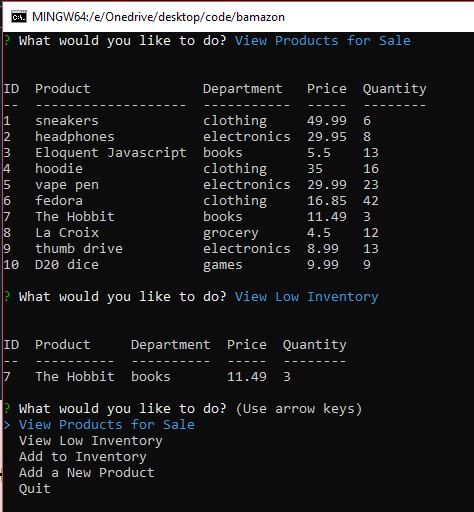 MINGW64:/e/Onedrive/desktop/code/bamazon
? What would you like to do? View Products for Sale
ID  Product              Department   Price  Quantity
--  -------------------  -----------  -----  --------
1   sneakers             clothing     49.99  6
2   headphones           electronics  29.95  8
3   Eloquent Javascript  books        5.5    13
4   hoodie               clothing     35     16
5   vape pen             electronics  29.99  23
6   fedora               clothing     16.85  42
7   The Hobbit           books        11.49  3
8   La Croix             grocery      4.5    12
9   thumb drive          electronics  8.99   13
10  D20 dice             games        9.99   9
? What would you like to do? View Low Inventory
ID  Product     Department  Price  Quantity
--  ----------  ----------  -----  --------
7   The Hobbit  books       11.49  3
? What would you like to do? (Use arrow keys)
> View Products for Sale
  View Low Inventory
  Add to Inventory
  Add a New Product
  Quit